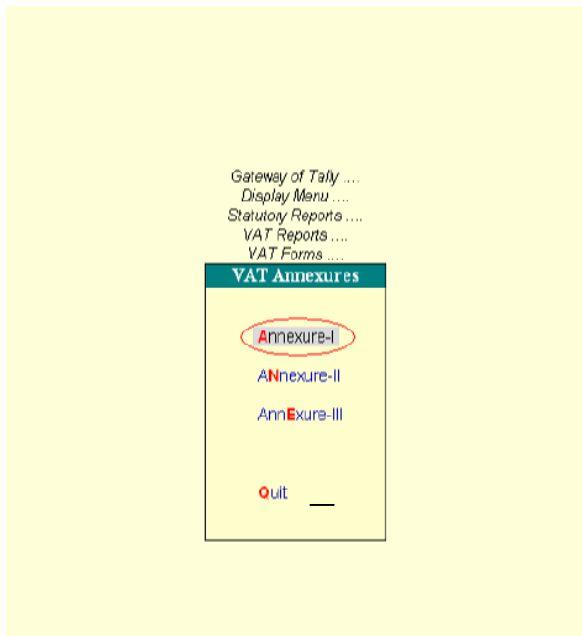 Gateway of Tally ....
Display Menu ....
Statutory Reports ....
VAT Reports ....
VAT Forms ....
VAT Annexures
Annexure-I
ANnexure-II
AnnExure-III
Quit